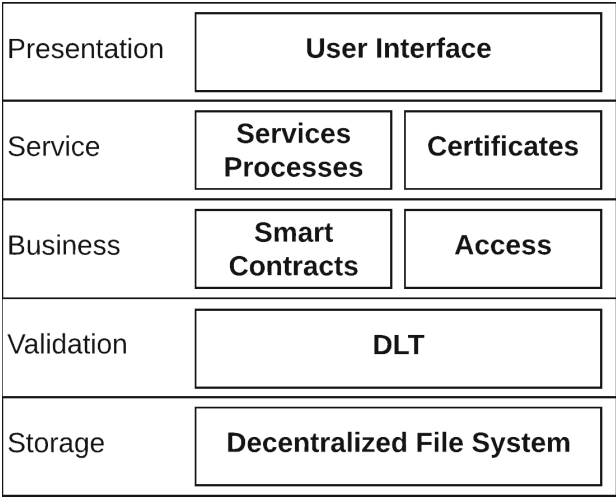 Presentation
User Interface
Service
Services
Processes
Certificates
Business
Smart
Contracts
Access
Validation
DLT
Storage
Decentralized File System